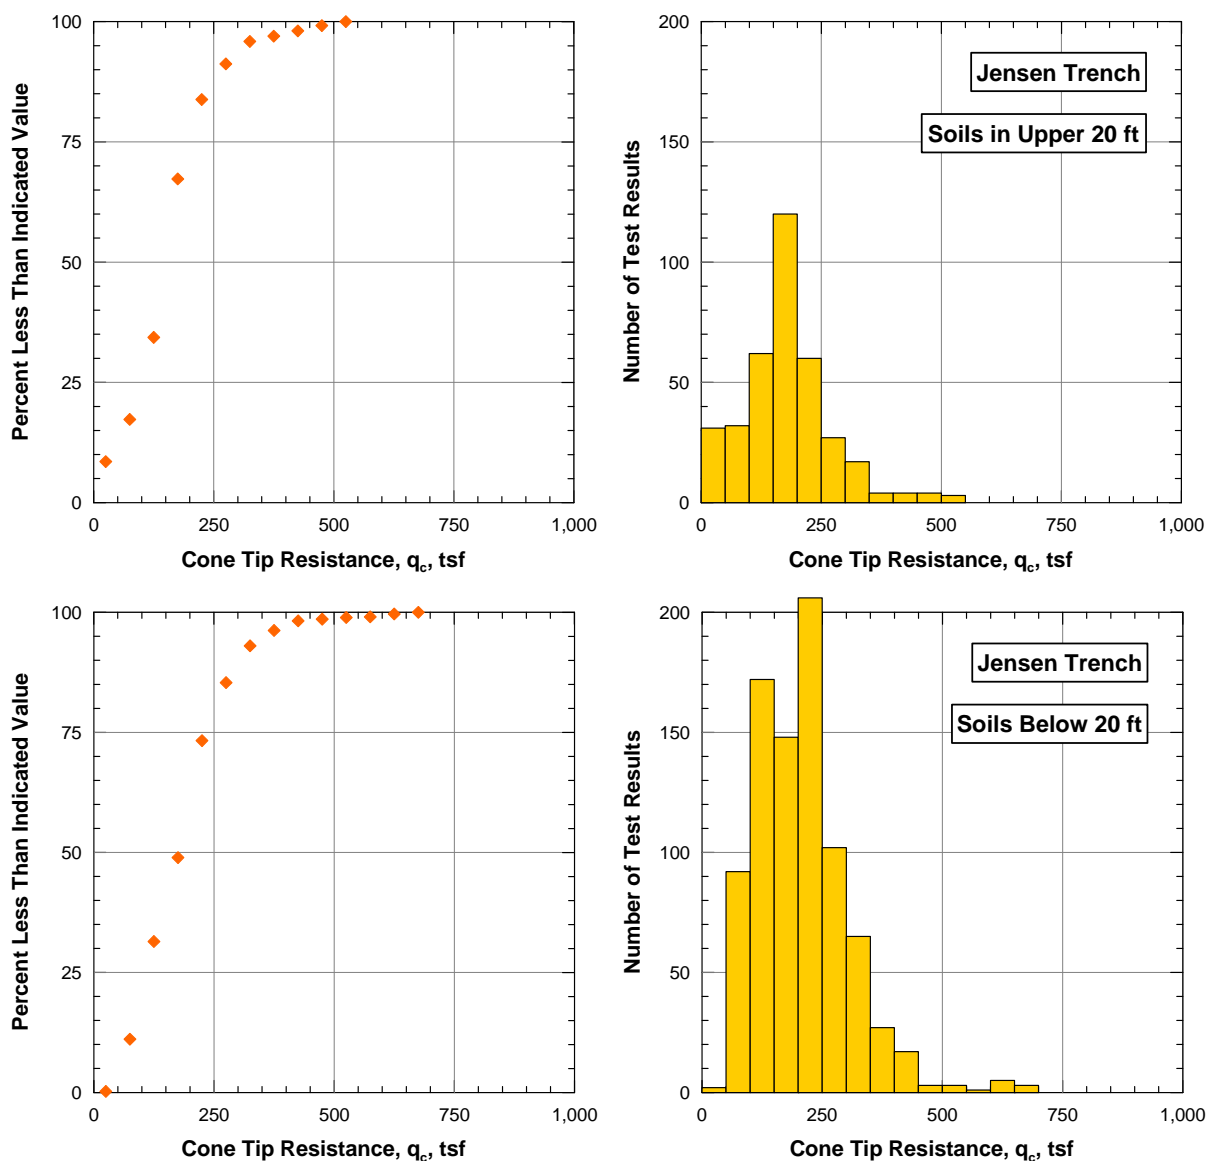 100
75
50
25
0
Percent Less Than Indicated Value
0 250 500 750 1,000
Cone Tip Resistance, qc, tsf
200
150
100
50
0
Number of Test Results
Jensen Trench
Soils in Upper 20 ft
0 250 500 750 1,000
Cone Tip Resistance, qc, tsf
100
75
50
25
0
Percent Less Than Indicated Value
0 250 500 750 1,000
Cone Tip Resistance, qc, tsf
200
150
100
50
0
Number of Test Results
Jensen Trench
Soils Below 20 ft
0 250 500 750 1,000
Cone Tip Resistance, qc, tsf